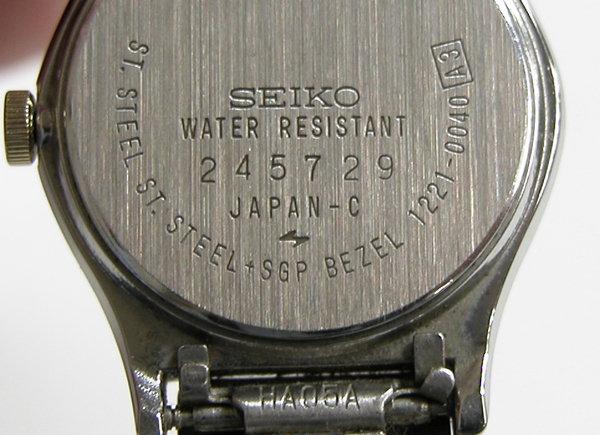 SEIKO
WATER RESISTANT
245729
JAPAN-C
ST. STEEL ST. STEEL+SGP BEZEL 1221-0040 A3
HA05A